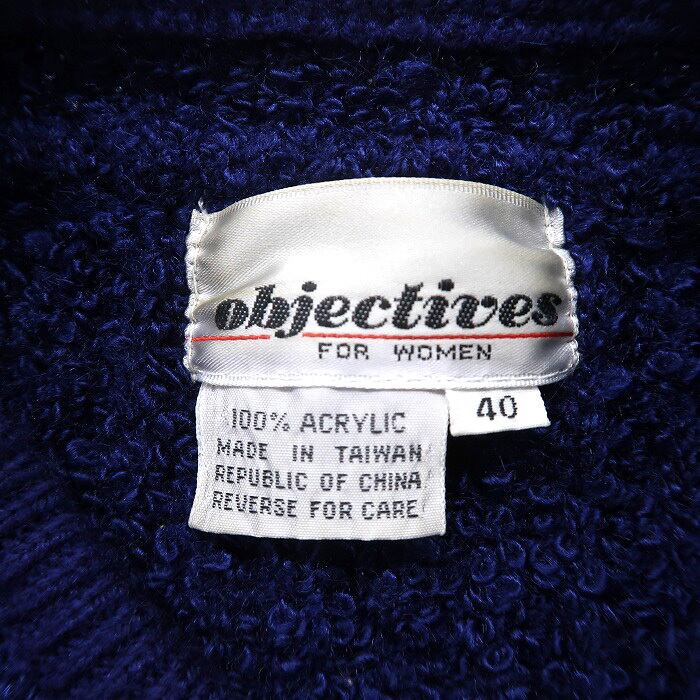 objectives
FOR WOMEN
40
100% ACRYLIC
MADE IN TAIWAN
REPUBLIC OF CHINA
REVERSE FOR CARE